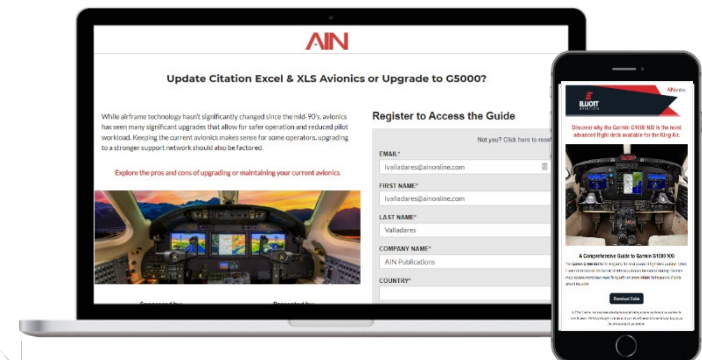 AIN
Update Citation Excel & XLS Avionics or Upgrade to G5000?
While airframe technology hasn't significantly changed since the mid-90's, avionics
has seen many significant upgrades that allow for safer operation and reduced pilot
workload. Keeping the current avionics makes sense for some operators, upgrading
to a stronger support network should also be factored.
Explore the pros and cons of upgrading or maintaining your current avionics
Register to Access the Guide
Not you? Click here to reset
EMAIL*
lvalladares@ainonline.com
FIRST NAME*
lvalladares@ainonline.com
LAST NAME*
Valladares
COMPANY NAME*
AIN Publications
COUNTRY*
ELLIOTT
Discover why the Garmin G1000 NXi is the most
advanced flight deck available for the King Air.
A Comprehensive Guide to Garmin G1000 NXi
Download Guide